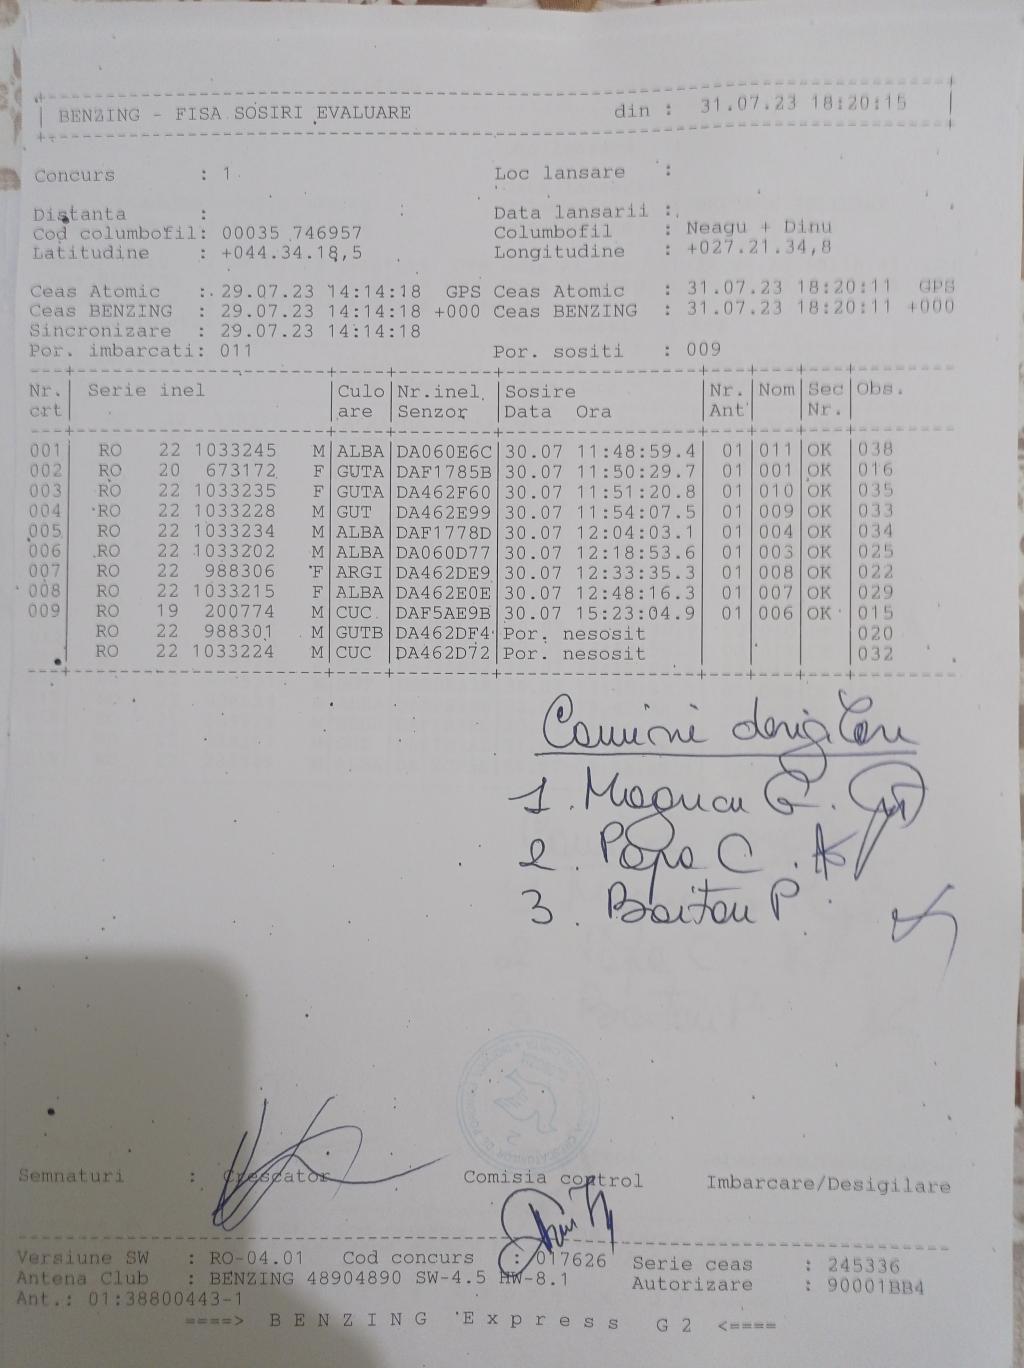 BENZING - FISA SOSIRI EVALUARE din : 31.07.23 18:20:15
Concurs : 1 Loc lansare :
Distanta : Data lansarii :
Cod columbofil: 00035 746957 Columbofil : Neagu + Dinu
Latitudine : +044.34.18,5 Longitudine : +027.21.34,8
Ceas Atomic : 29.07.23 14:14:18 GPS Ceas Atomic : 31.07.23 18:20:11 GPS
Ceas BENZING : 29.07.23 14:14:18 +000 Ceas BENZING : 31.07.23 18:20:11 +000
Sincronizare : 29.07.23 14:14:18
Por. imbarcati: 011 Por. sositi : 009
Nr. Serie inel Culo Nr.inel Sosire Nr. Nom Sec Obs.
crt are Senzor Data Ora Ant Nr.
001 RO 22 1033245 M ALBA DA060E6C 30.07 11:48:59.4 01 011 OK 038
002 RO 20 673172 F GUTA DAF1785B 30.07 11:50:29.7 01 001 OK 016
003 RO 22 1033235 F GUTA DA462F60 30.07 11:51:20.8 01 010 OK 035
004 RO 22 1033228 M GUT DA462E99 30.07 11:54:07.5 01 009 OK 033
005 RO 22 1033234 M ALBA DAF1778D 30.07 12:04:03.1 01 004 OK 034
006 RO 22 1033202 M ALBA DA060D77 30.07 12:18:53.6 01 003 OK 025
007 RO 22 988306 F ARGI DA462DE9 30.07 12:33:35.3 01 008 OK 022
008 RO 22 1033215 F ALBA DA462E0E 30.07 12:48:16.3 01 007 OK 029
009 RO 19 200774 M CUC DAF5AE9B 30.07 15:23:04.9 01 006 OK 015
RO 22 988301 M GUTB DA462DF4 Por. nesosit 020
RO 22 1033224 M CUC DA462D72 Por. nesosit 032
1.
2. Popa C.
3. P.
Semnaturi : Crescator Comisia control Imbarcare/Desigilare
Versiune SW : RO-04.01 Cod concurs : 017626 Serie ceas : 245336
Antena Club : BENZING 48904890 SW-4.5 HW-8.1 Autorizare : 90001BB4
Ant.: 01:38800443-1
====> B E N Z I N G E x p r e s s G 2 <====